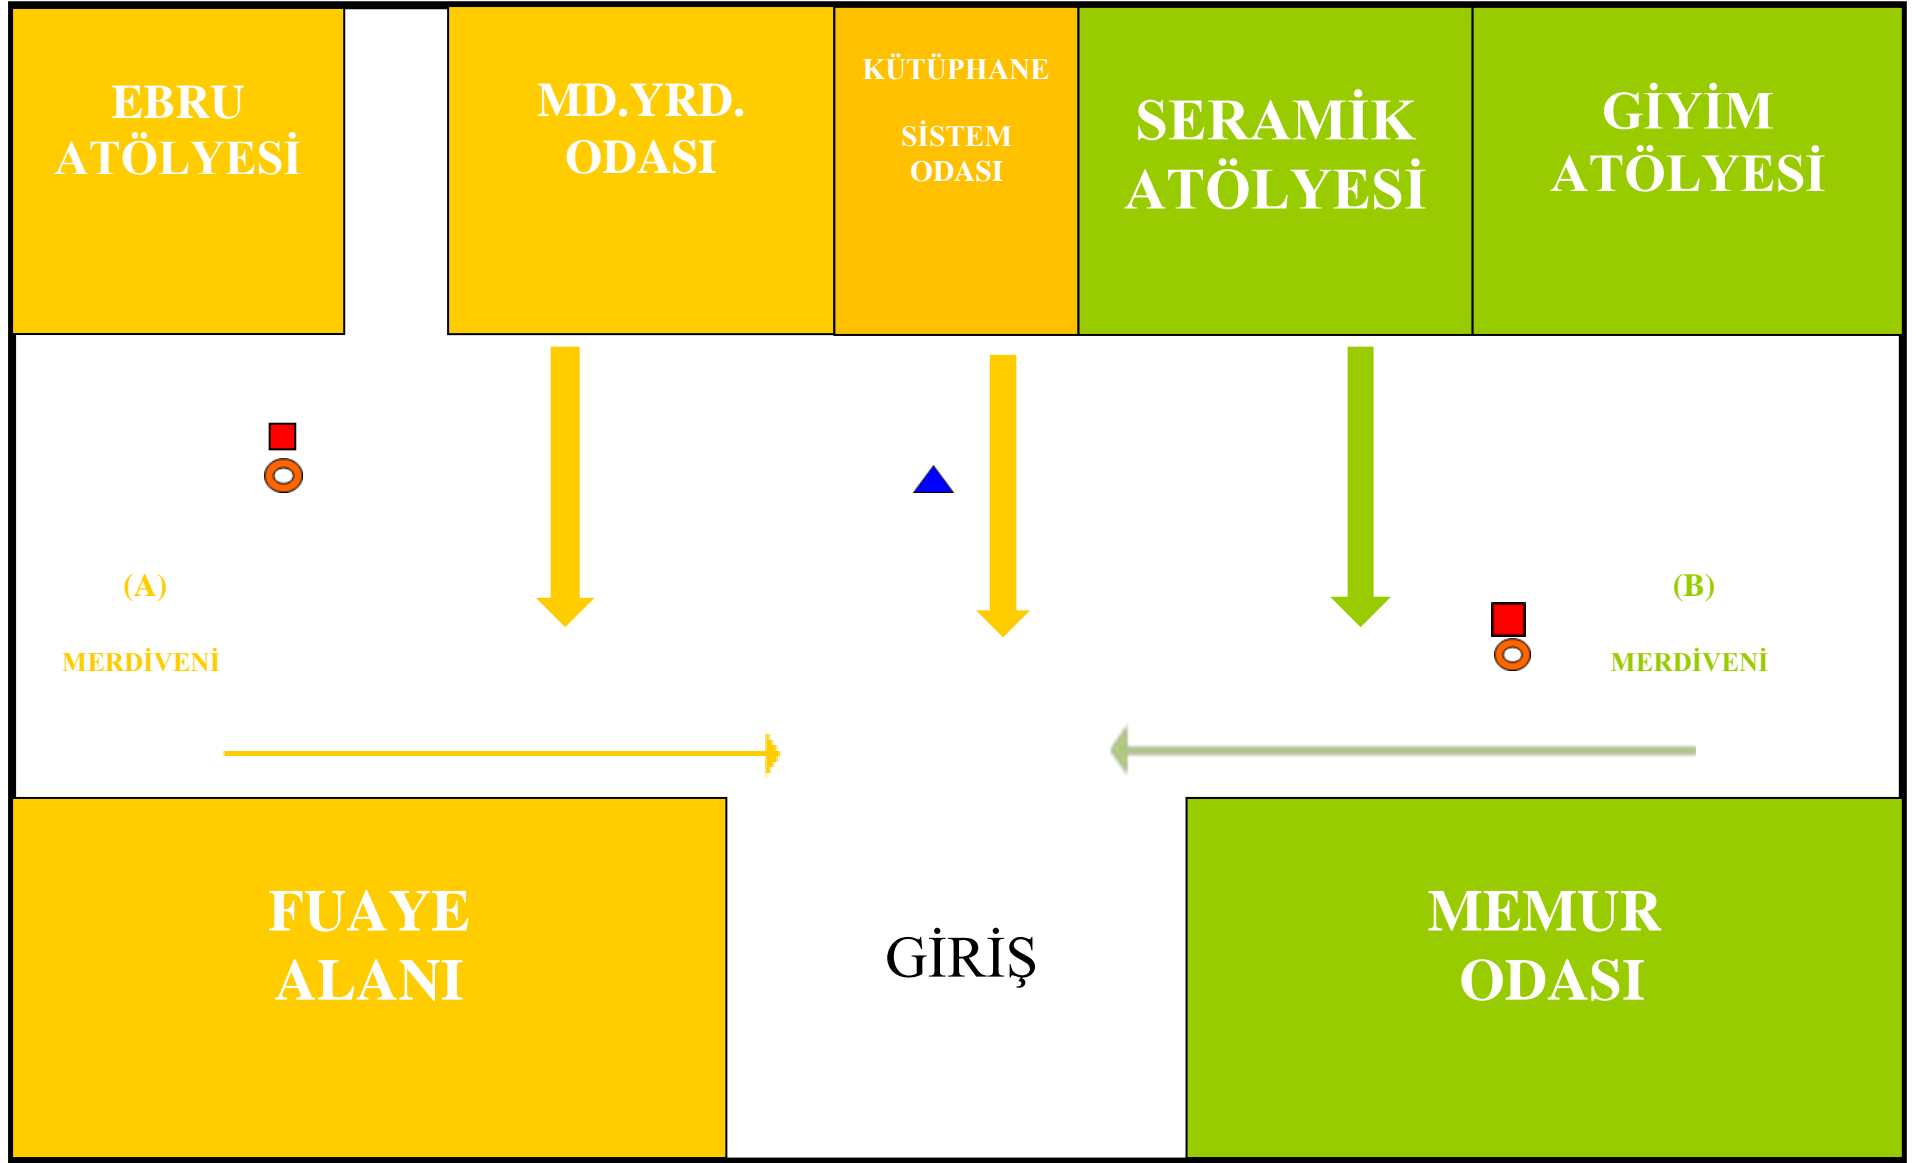 EBRU
ATÖLYESİ
MD.YRD.
ODASI
KÜTÜPHANE
SİSTEM
ODASI
SERAMİK
ATÖLYESİ
GİYİM
ATÖLYESİ
(A)
MERDİVENİ
(B)
MERDİVENİ
FUAYE
ALANI
GİRİŞ
MEMUR
ODASI